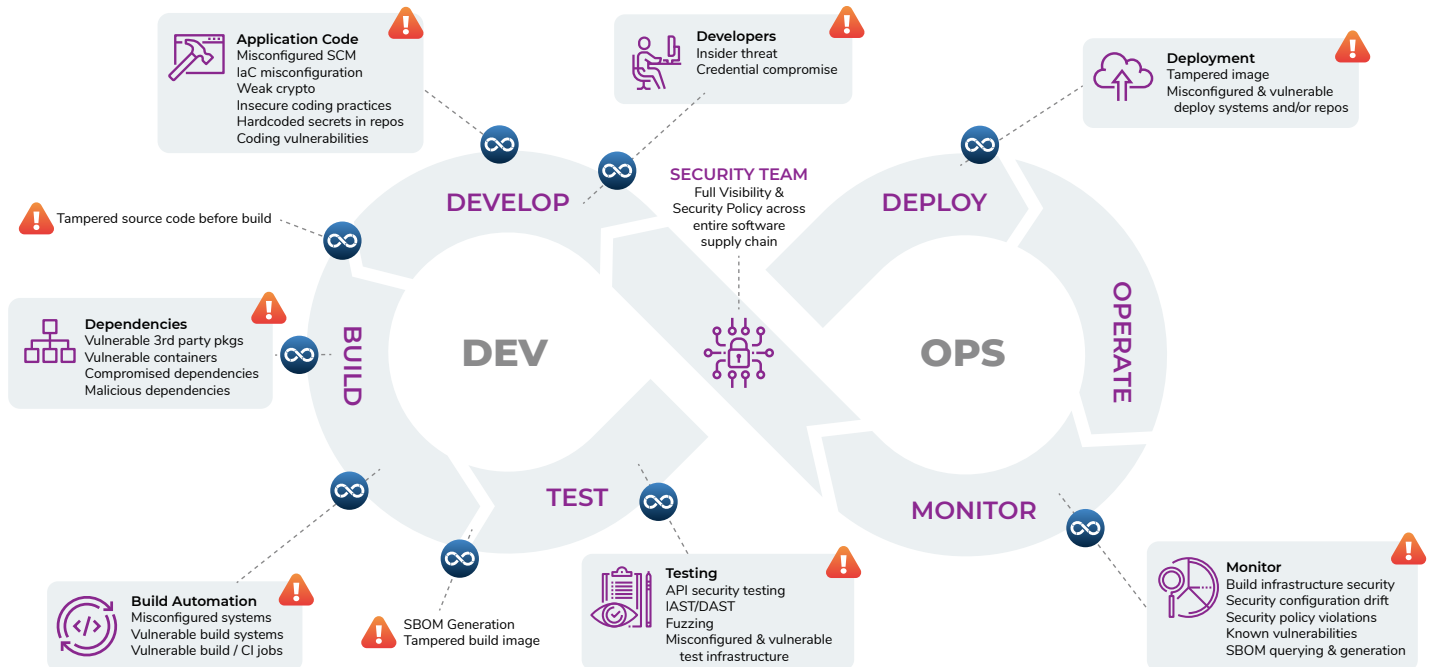 Application Code
Misconfigured SCM
IaC misconfiguration
Weak crypto
Insecure coding practices
Hardcoded secrets in repos
Coding vulnerabilities
Developers
Insider threat
Credential compromise
Deployment
Tampered image
Misconfigured & vulnerable
deploy systems and/or repos
SECURITY TEAM
Full Visibility &
Security Policy across
entire software
supply chain
DEVELOP
DEPLOY
Tampered source code before build
Dependencies
Vulnerable 3rd party pkgs
Vulnerable containers
Compromised dependencies
Malicious dependencies
BUILD
DEV
OPS
OPERATE
TEST
MONITOR
Build Automation
Misconfigured systems
Vulnerable build systems
Vulnerable build / CI jobs
SBOM Generation
Tampered build image
Testing
API security testing
IAST/DAST
Fuzzing
Misconfigured & vulnerable
test infrastructure
Monitor
Build infrastructure security
Security configuration drift
Security policy violations
Known vulnerabilities
SBOM querying & generation